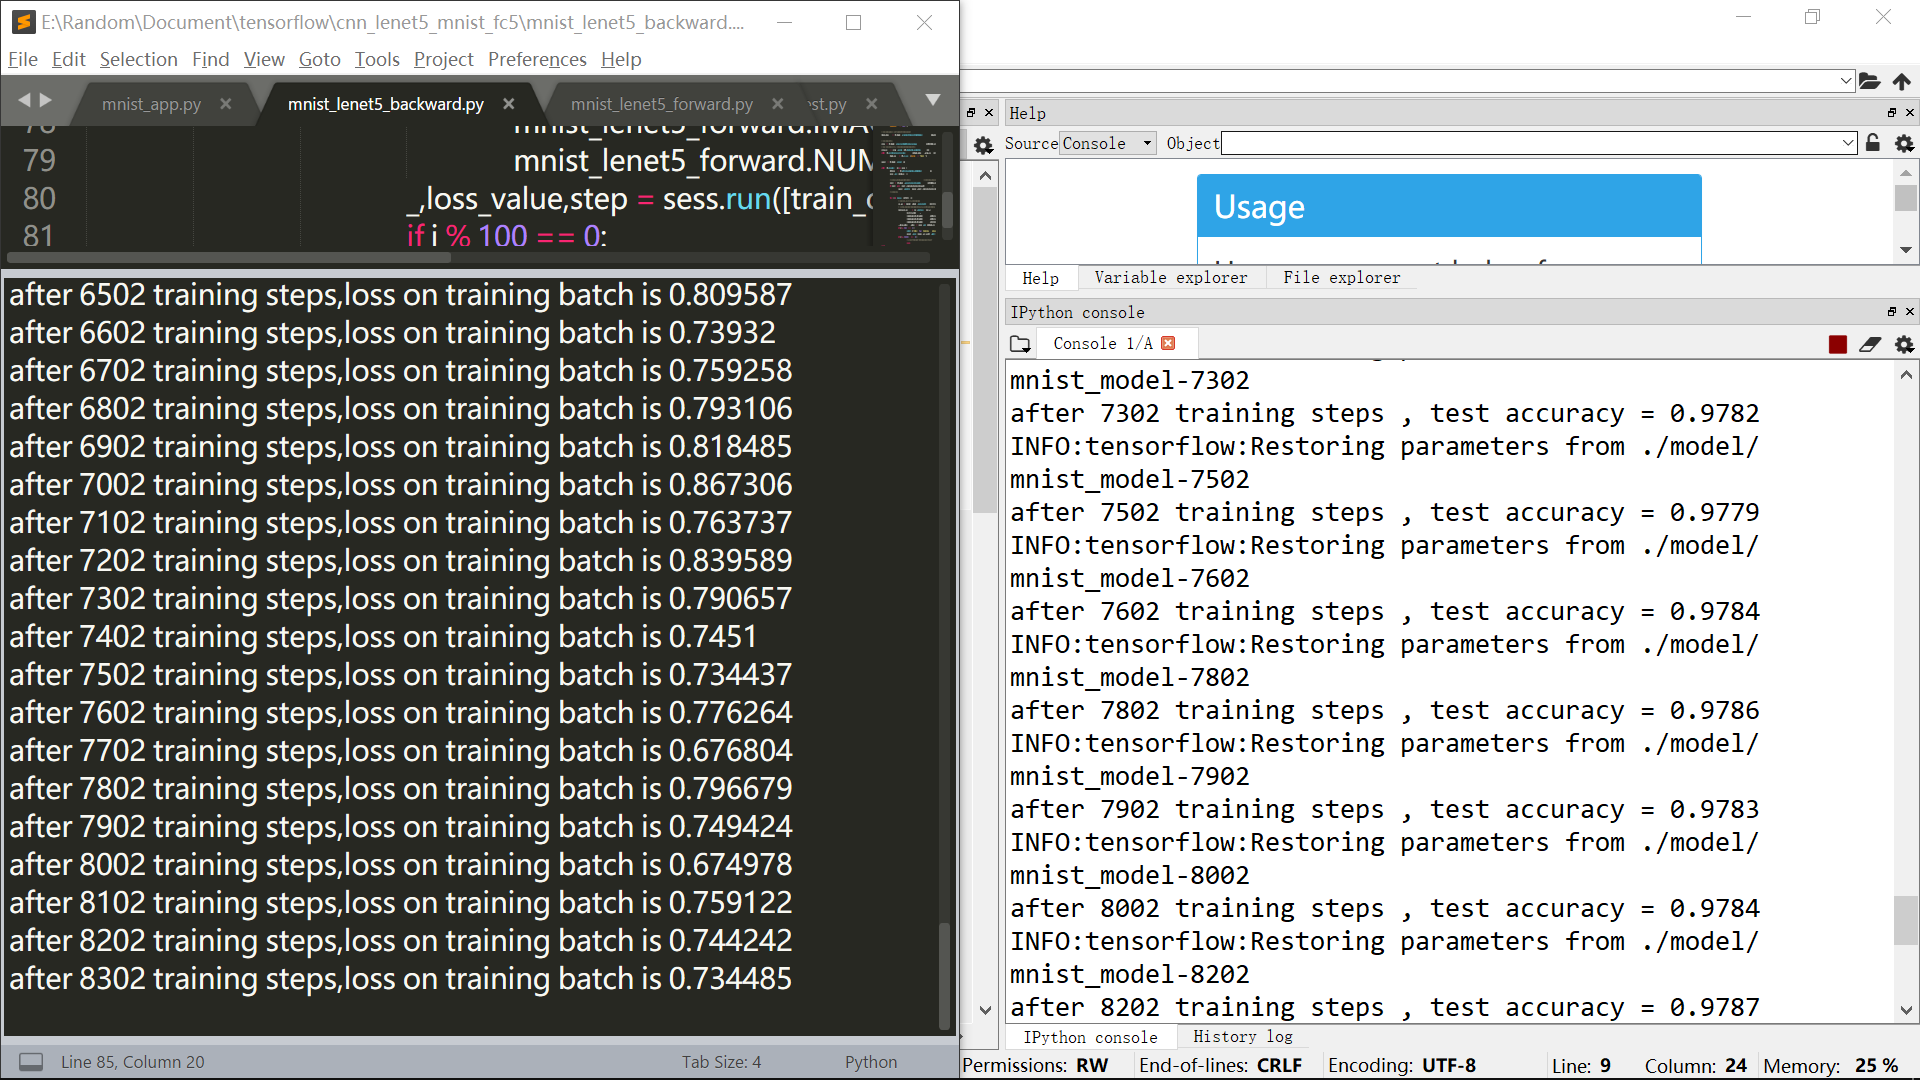 E:\Random\Document\tensorflow\cnn_lenet5_mnist_fc5\mnist_lenet5_backward....
File Edit Selection Find View Goto Tools Project Preferences Help
mnist_app.py mnist_lenet5_backward.py mnist_lenet5_forward.py st.py
79 mnist_lenet5_forward.NUM
80 _,loss_value,step = sess.run([train_o
81 if i % 100 == 0:
after 6502 training steps,loss on training batch is 0.809587
after 6602 training steps,loss on training batch is 0.73932
after 6702 training steps,loss on training batch is 0.759258
after 6802 training steps,loss on training batch is 0.793106
after 6902 training steps,loss on training batch is 0.818485
after 7002 training steps,loss on training batch is 0.867306
after 7102 training steps,loss on training batch is 0.763737
after 7202 training steps,loss on training batch is 0.839589
after 7302 training steps,loss on training batch is 0.790657
after 7402 training steps,loss on training batch is 0.7451
after 7502 training steps,loss on training batch is 0.734437
after 7602 training steps,loss on training batch is 0.776264
after 7702 training steps,loss on training batch is 0.676804
after 7802 training steps,loss on training batch is 0.796679
after 7902 training steps,loss on training batch is 0.749424
after 8002 training steps,loss on training batch is 0.674978
after 8102 training steps,loss on training batch is 0.759122
after 8202 training steps,loss on training batch is 0.744242
after 8302 training steps,loss on training batch is 0.734485
Line 85, Column 20 Tab Size: 4 Python
Help
Source Console Object
Usage
Help Variable explorer File explorer
IPython console
Console 1/A
mnist_model-7302
after 7302 training steps , test accuracy = 0.9782
INFO:tensorflow:Restoring parameters from ./model/
mnist_model-7502
after 7502 training steps , test accuracy = 0.9779
INFO:tensorflow:Restoring parameters from ./model/
mnist_model-7602
after 7602 training steps , test accuracy = 0.9784
INFO:tensorflow:Restoring parameters from ./model/
mnist_model-7802
after 7802 training steps , test accuracy = 0.9786
INFO:tensorflow:Restoring parameters from ./model/
mnist_model-7902
after 7902 training steps , test accuracy = 0.9783
INFO:tensorflow:Restoring parameters from ./model/
mnist_model-8002
after 8002 training steps , test accuracy = 0.9784
INFO:tensorflow:Restoring parameters from ./model/
mnist_model-8202
after 8202 training steps , test accuracy = 0.9787
IPython console History log
Permissions: RW End-of-lines: CRLF Encoding: UTF-8 Line: 9 Column: 24 Memory: 25 %